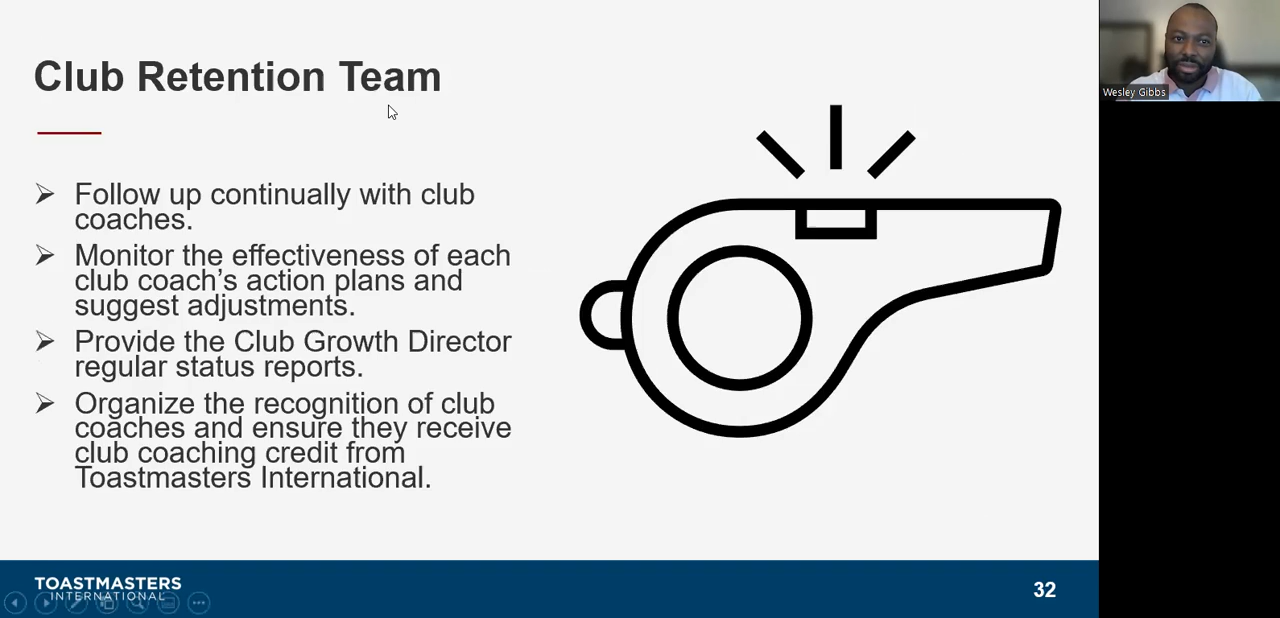 Club Retention Team
Wesley Gibbs
➢ Follow up continually with club
coaches.
➢ Monitor the effectiveness of each
club coach’s action plans and
suggest adjustments.
➢ Provide the Club Growth Director
regular status reports.
➢ Organize the recognition of club
coaches and ensure they receive
club coaching credit from
Toastmasters International.
TOASTMASTERS
INTERNATIONAL
32